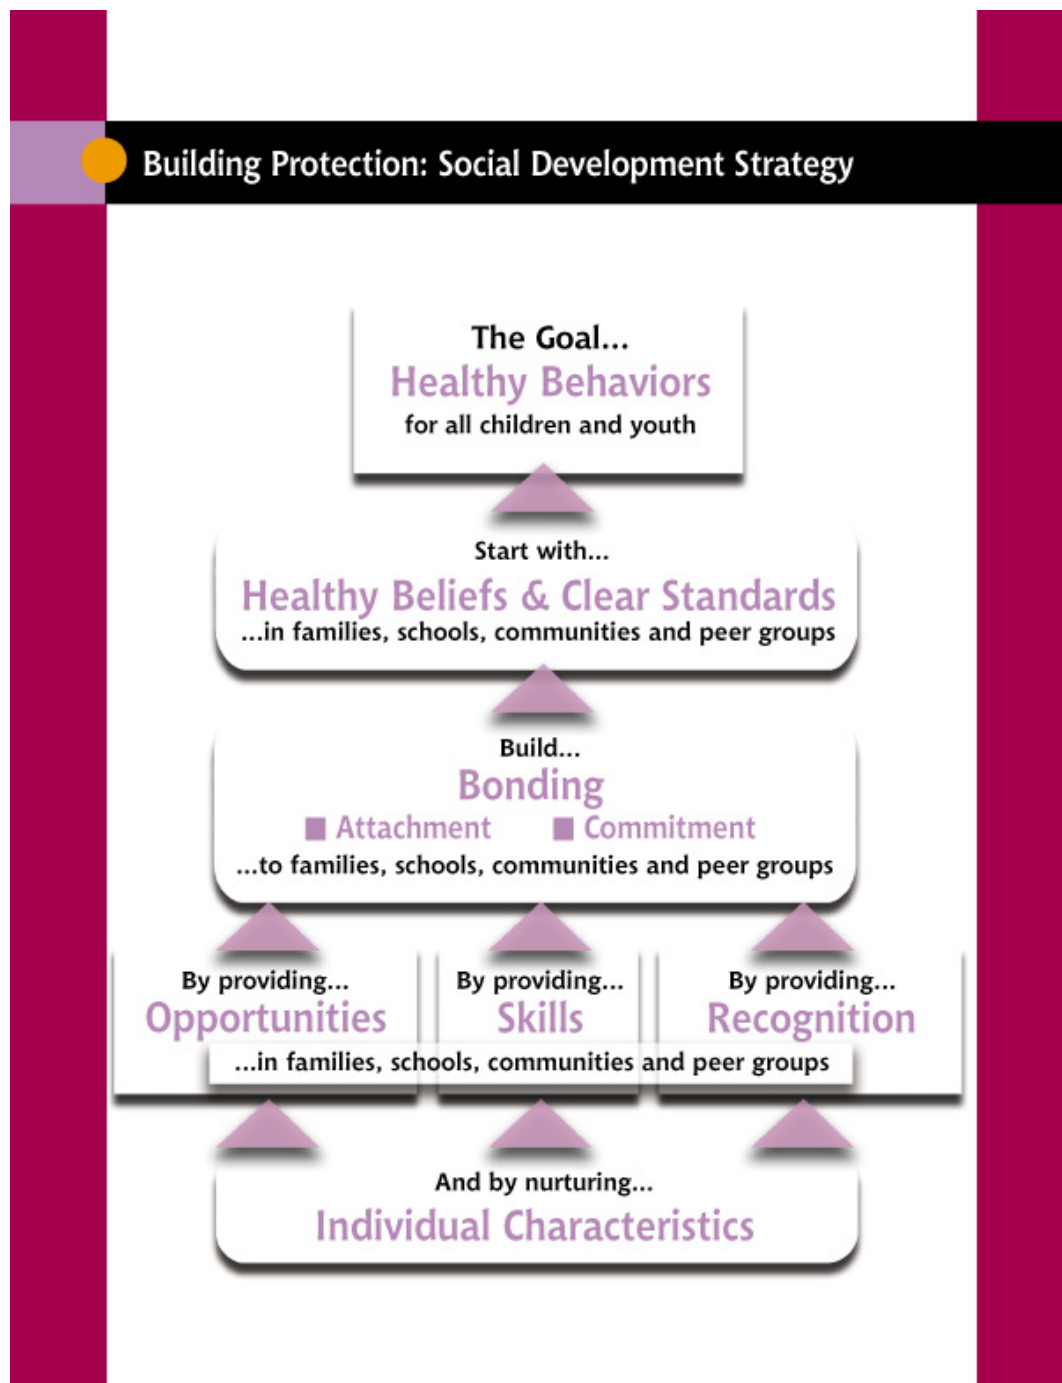 Building Protection: Social Development Strategy
The Goal...
Healthy Behaviors
for all children and youth
Start with...
Healthy Beliefs & Clear Standards
...in families, schools, communities and peer groups
Build...
Bonding
Attachment
Commitment
...to families, schools, communities and peer groups
By providing...
Opportunities
By providing...
Skills
By providing...
Recognition
...in families, schools, communities and peer groups
And by nurturing...
Individual Characteristics